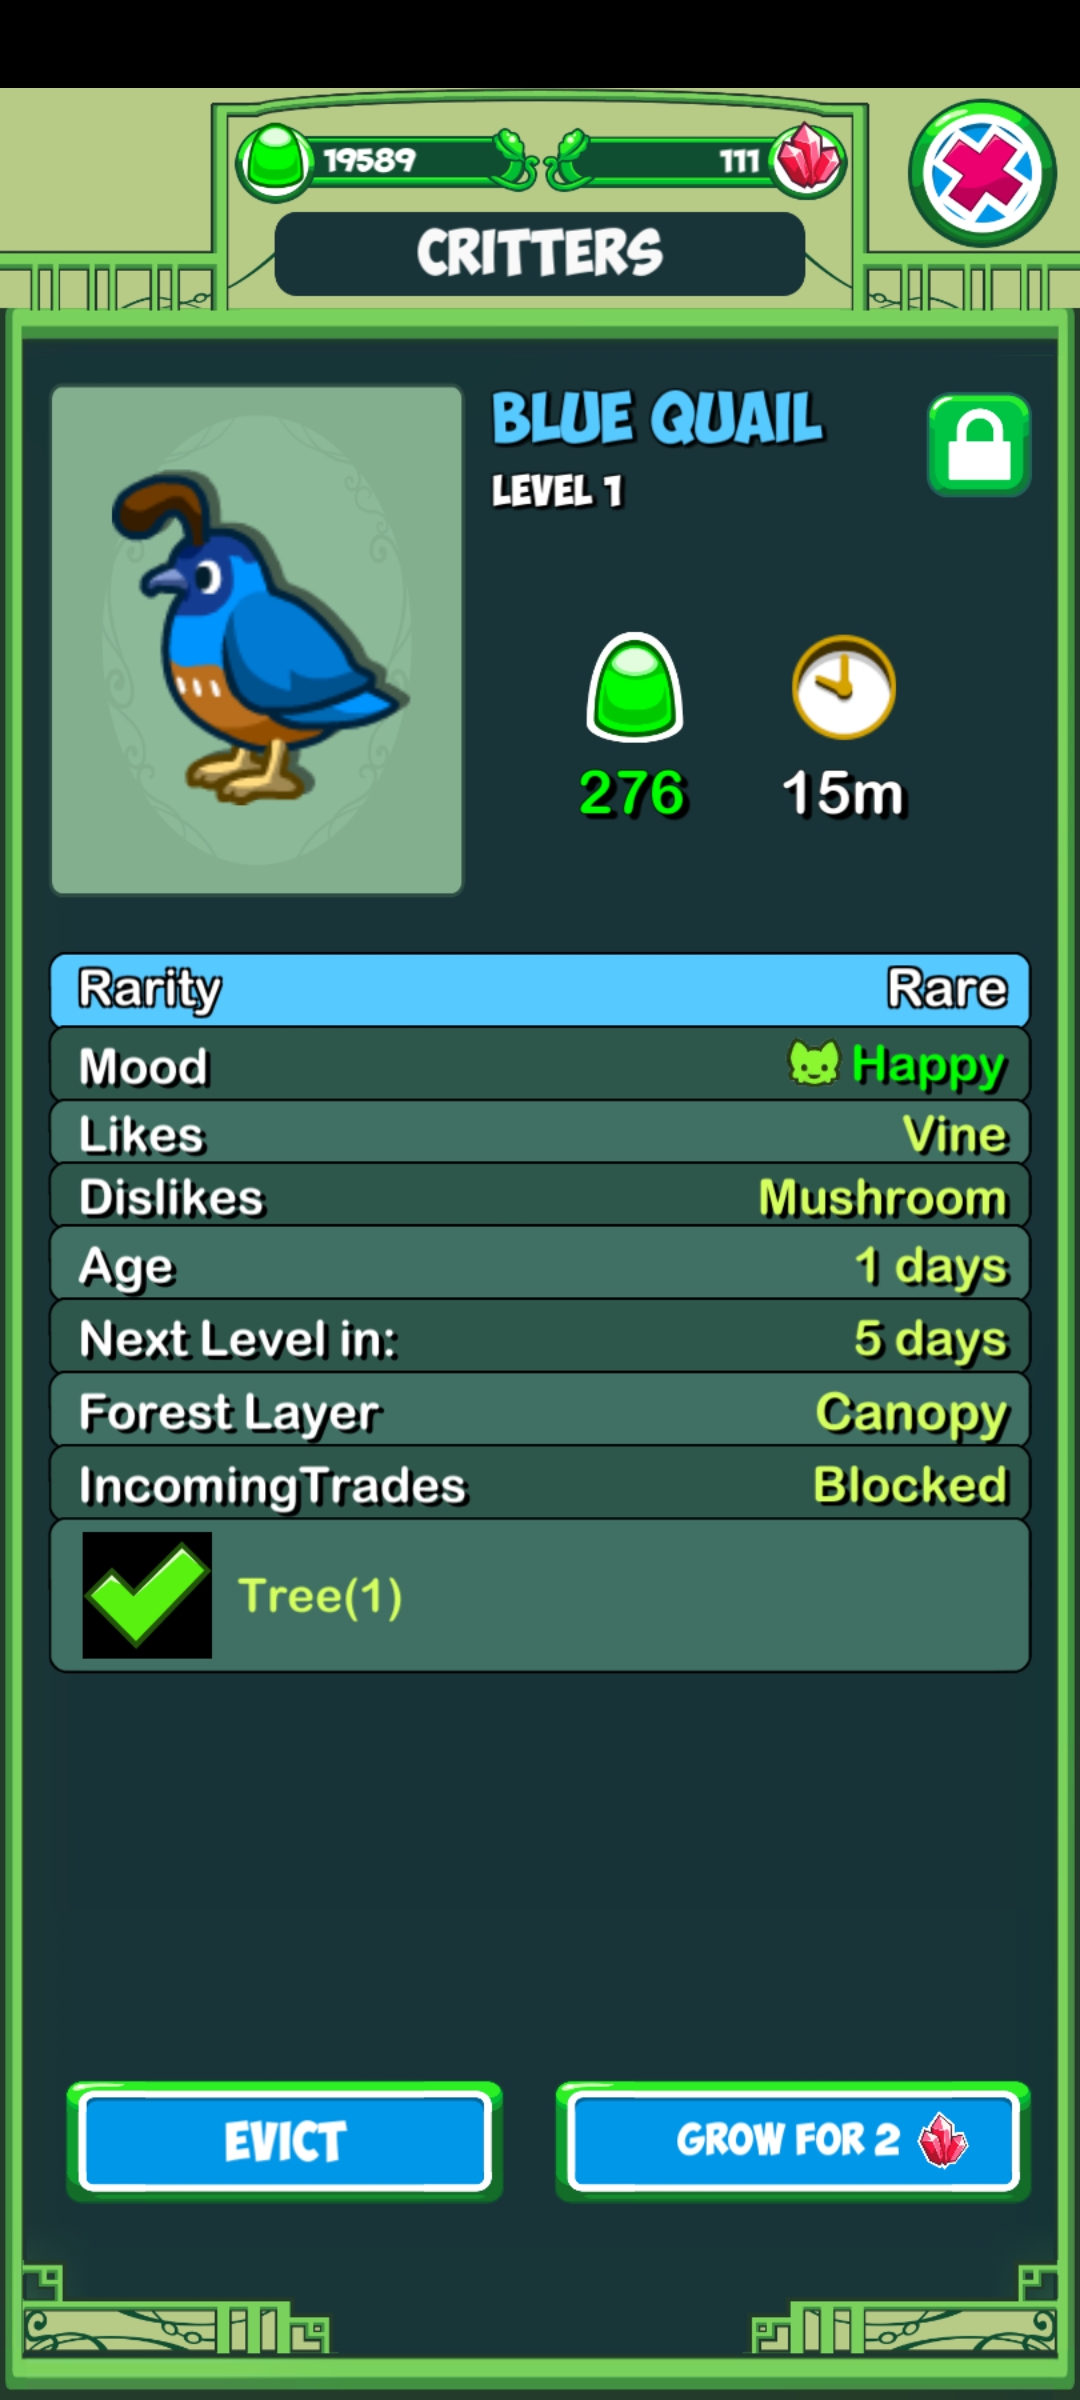 19589 111
CRITTERS
BLUE QUAIL
LEVEL 1
276 15m
Rarity Rare
Mood Happy
Likes Vine
Dislikes Mushroom
Age 1 days
Next Level in: 5 days
Forest Layer Canopy
IncomingTrades Blocked
Tree(1)
EVICT GROW FOR 2